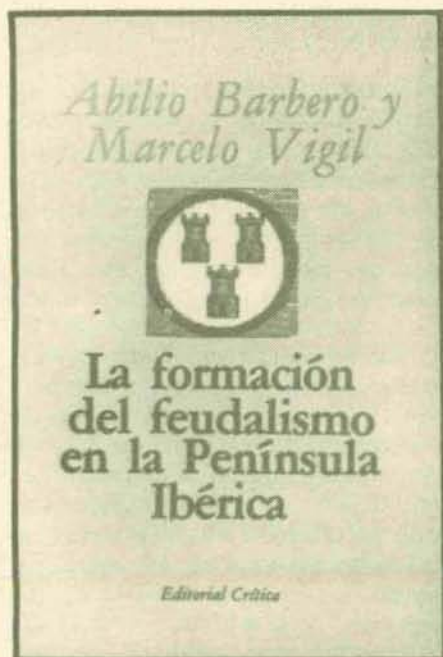 Abilio Barbero y
Marcelo Vigil
La formación
del feudalismo
en la Península
Ibérica
Editorial Crítica